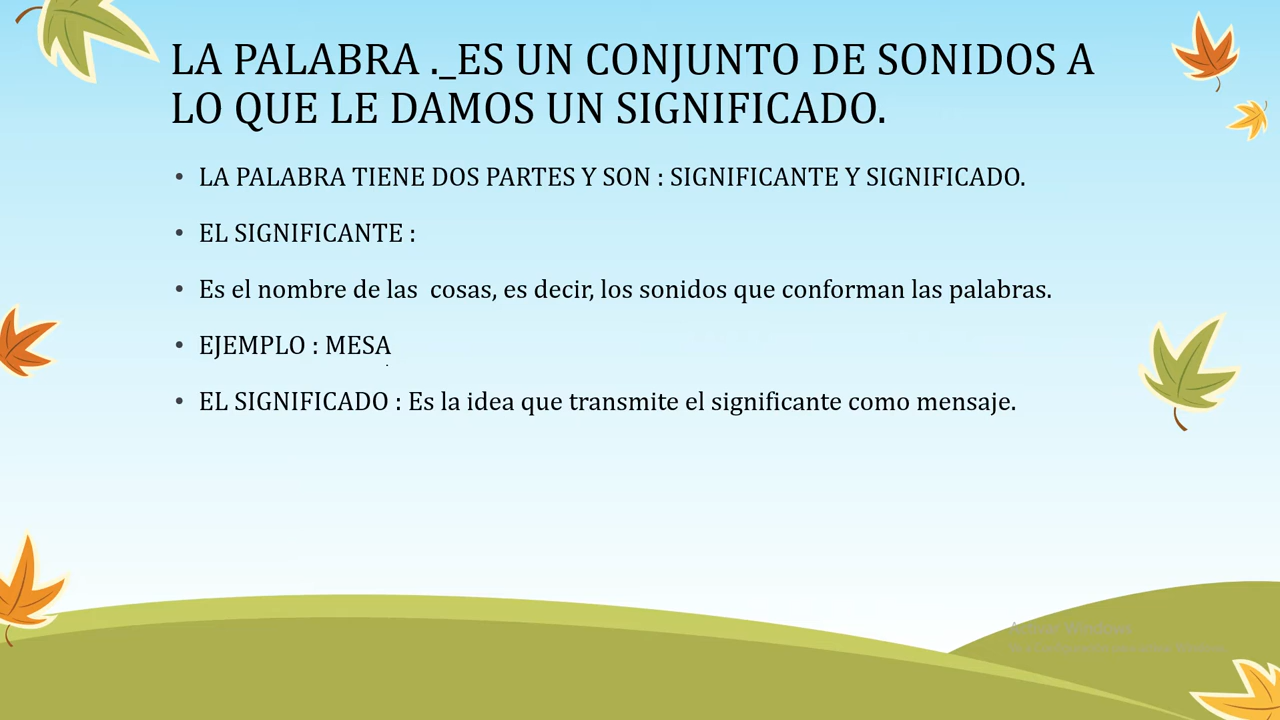 LA PALABRA ._ES UN CONJUNTO DE SONIDOS A
LO QUE LE DAMOS UN SIGNIFICADO.
• LA PALABRA TIENE DOS PARTES Y SON : SIGNIFICANTE Y SIGNIFICADO.
• EL SIGNIFICANTE :
• Es el nombre de las  cosas, es decir, los sonidos que conforman las palabras.
• EJEMPLO : MESA
• EL SIGNIFICADO : Es la idea que transmite el significante como mensaje.
Activar Windows